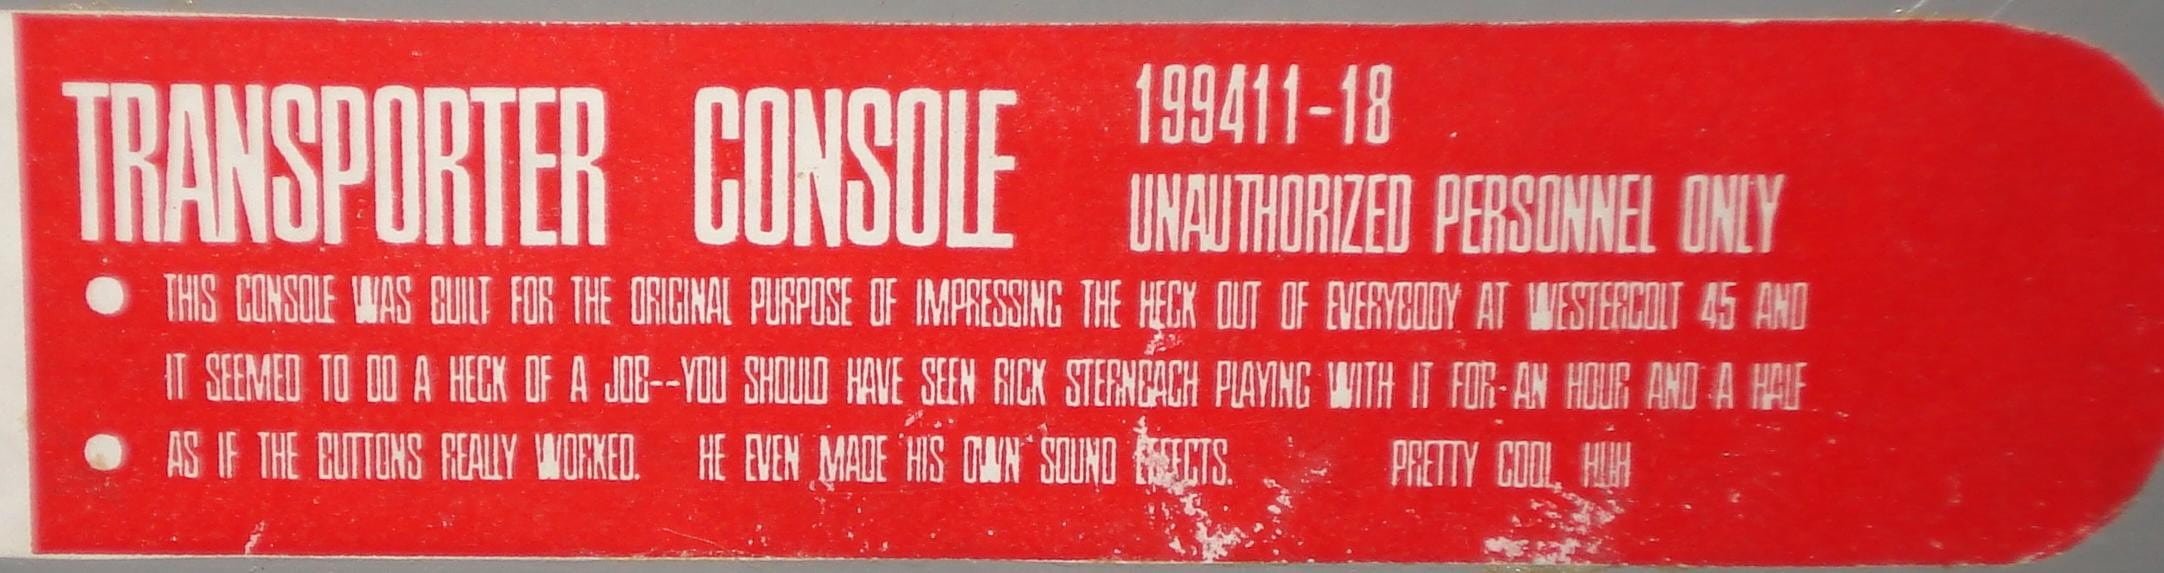 TRANSPORTER CONSOLE
199411-18
UNAUTHORIZED PERSONNEL ONLY
• THIS CONSOLE WAS BUILT FOR THE ORIGINAL PURPOSE OF IMPRESSING THE HECK OUT OF EVERYBODY AT WESTERCOLT 45 AND
IT SEEMED TO DO A HECK OF A JOB--YOU SHOULD HAVE SEEN RICK STERNBACH PLAYING WITH IT FOR AN HOUR AND A HALF
• AS IF THE BUTTONS REALLY WORKED. HE EVEN MADE HIS OWN SOUND EFFECTS. PRETTY COOL HUH